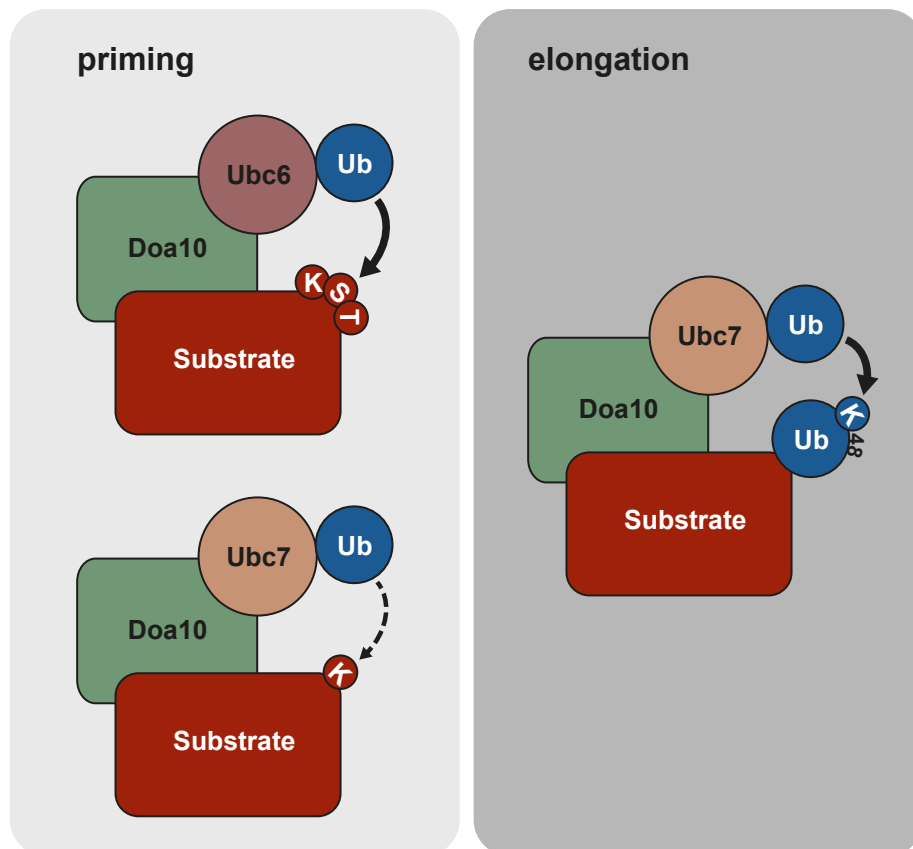 priming
Ubc6
Ub
Doa10
K
S
T
Substrate
Ubc7
Ub
Doa10
K
Substrate
elongation
Ubc7
Ub
Doa10
K
48
Ub
Substrate